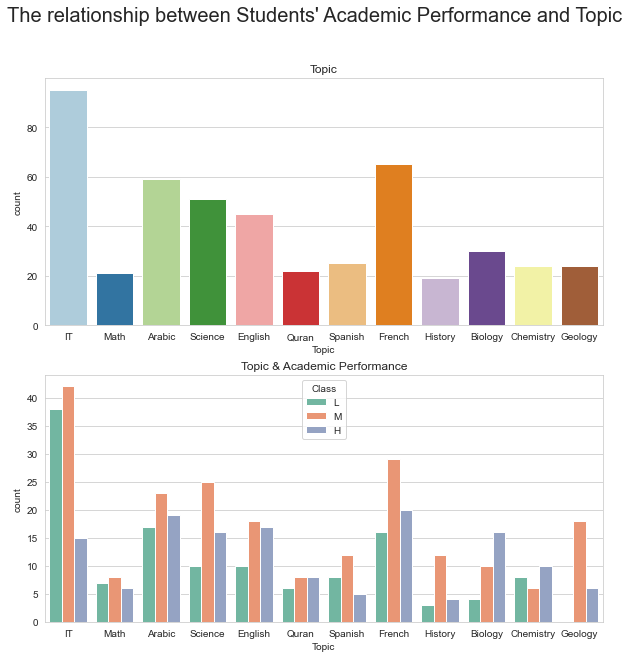 The relationship between Students' Academic Performance and Topic
Topic
80
60
40
20
0
count
IT Math Arabic Science English Quran Spanish French History Biology Chemistry Geology
Topic
Topic & Academic Performance
Class
L
M
H
40
35
30
25
20
15
10
5
0
count
IT Math Arabic Science English Quran Spanish French History Biology Chemistry Geology
Topic